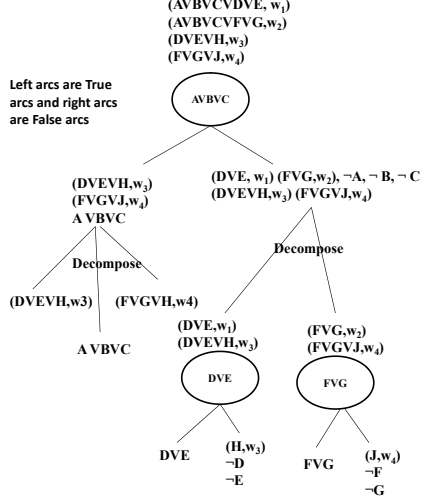 (AVBVCVDVE, w₁)
(AVBVCVFVG,w₂)
(DVEVH,w₃)
(FVGVJ,w₄)
Left arcs are True
arcs and right arcs
are False arcs
AVBVC
(DVEVH,w₃)
(FVGVJ,w₄)
A VBVC
(DVE, w₁) (FVG,w₂), ¬A, ¬ B, ¬ C
(DVEVH,w₃) (FVGVJ,w₄)
Decompose
Decompose
(DVEVH,w3)
(FVGVH,w4)
A VBVC
(DVE,w₁)
(DVEVH,w₃)
(FVG,w₂)
(FVGVJ,w₄)
DVE
FVG
DVE
(H,w₃)
¬D
¬E
FVG
(J,w₄)
¬F
¬G